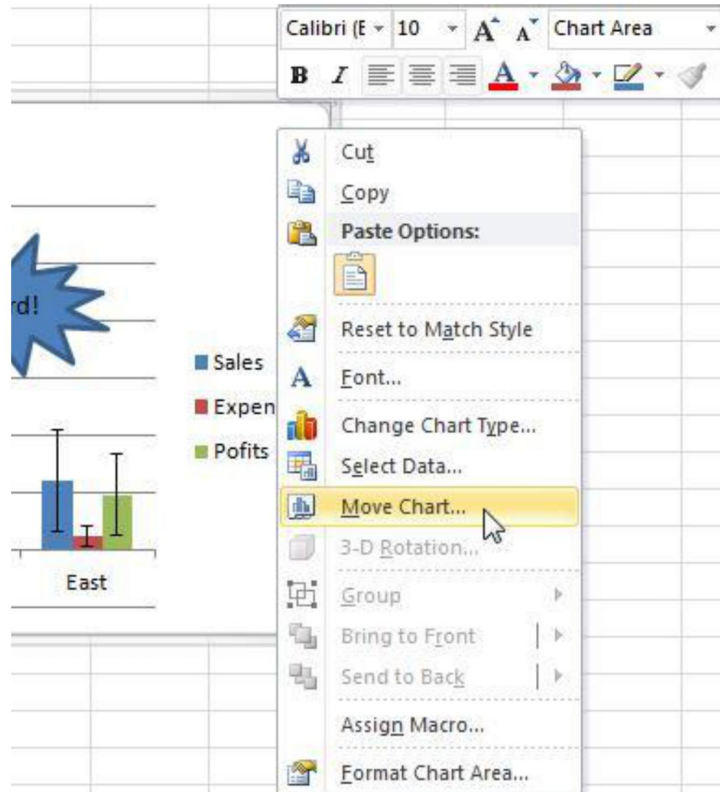 Calibri (E 10 A A Chart Area
B I A
Cut
Copy
Paste Options:
Reset to Match Style
A Font...
Change Chart Type...
Select Data...
Move Chart...
3-D Rotation...
Group
Bring to Front
Send to Back
Assign Macro...
Format Chart Area...
rd!
Sales
Expen
Pofits
East